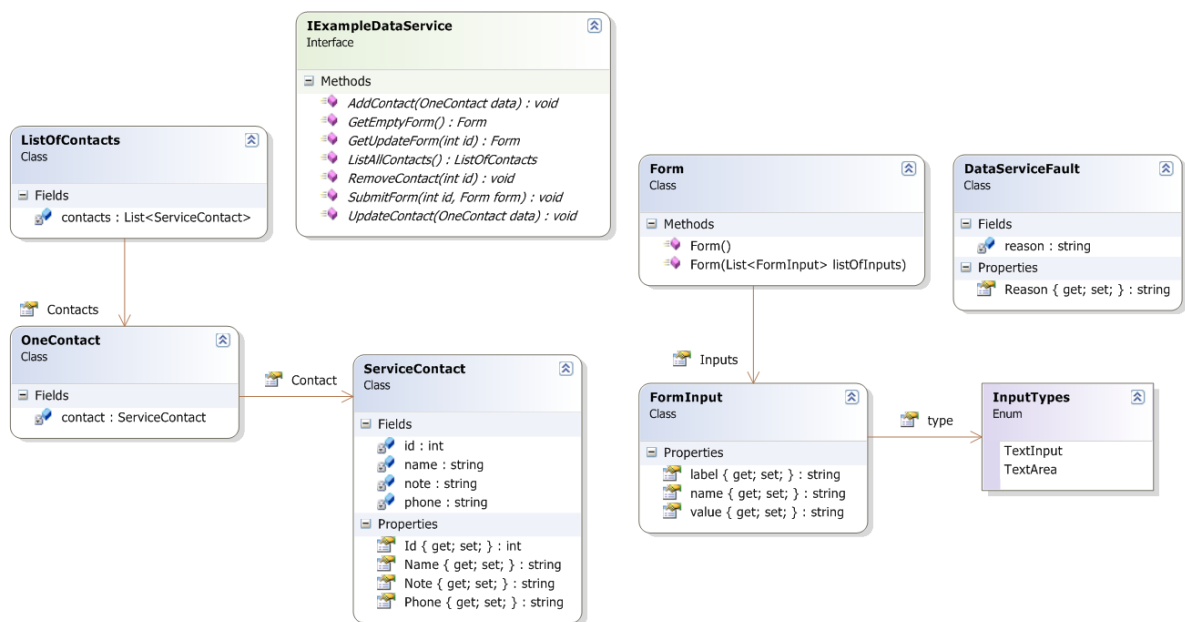 IExampleDataService
Interface
Methods
AddContact(OneContact data) : void
GetEmptyForm() : Form
GetUpdateForm(int id) : Form
ListAllContacts() : ListOfContacts
RemoveContact(int id) : void
SubmitForm(int id, Form form) : void
UpdateContact(OneContact data) : void
ListOfContacts
Class
Fields
contacts : List<ServiceContact>
Contacts
OneContact
Class
Fields
contact : ServiceContact
Contact
ServiceContact
Class
Fields
id : int
name : string
note : string
phone : string
Properties
Id { get; set; } : int
Name { get; set; } : string
Note { get; set; } : string
Phone { get; set; } : string
Form
Class
Methods
Form()
Form(List<FormInput> listOfInputs)
Inputs
FormInput
Class
Properties
label { get; set; } : string
name { get; set; } : string
value { get; set; } : string
type
InputTypes
Enum
TextInput
TextArea
DataServiceFault
Class
Fields
reason : string
Properties
Reason { get; set; } : string